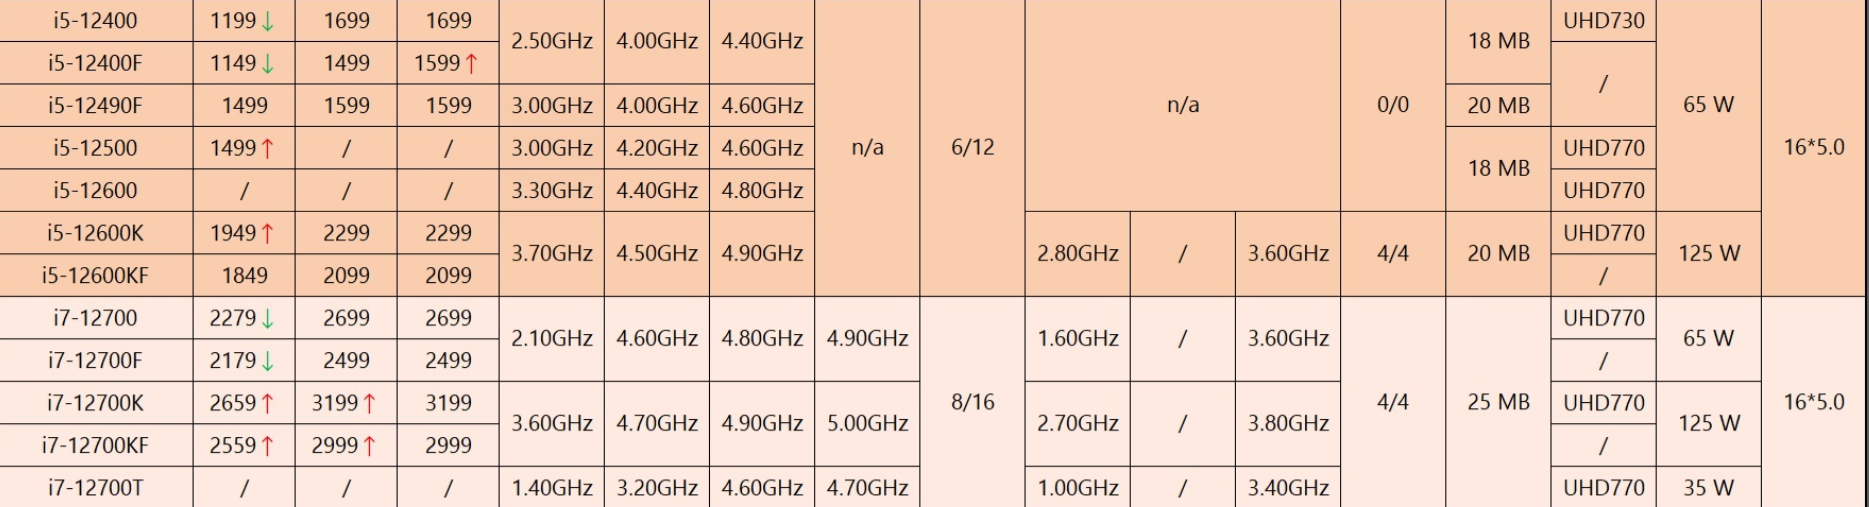 i5-12400 1199↓ 1699 1699 2.50GHz 4.00GHz 4.40GHz n/a 6/12 n/a 0/0 18 MB UHD730 65 W 16*5.0
i5-12400F 1149↓ 1499 1599↑ /
i5-12490F 1499 1599 1599 3.00GHz 4.00GHz 4.60GHz 20 MB
i5-12500 1499↑ / / 3.00GHz 4.20GHz 4.60GHz 18 MB UHD770
i5-12600 / / / 3.30GHz 4.40GHz 4.80GHz UHD770
i5-12600K 1949↑ 2299 2299 3.70GHz 4.50GHz 4.90GHz 2.80GHz / 3.60GHz 4/4 20 MB UHD770 125 W
i5-12600KF 1849 2099 2099 /
i7-12700 2279↓ 2699 2699 2.10GHz 4.60GHz 4.80GHz 4.90GHz 8/16 1.60GHz / 3.60GHz 4/4 25 MB UHD770 65 W 16*5.0
i7-12700F 2179↓ 2499 2499 /
i7-12700K 2659↑ 3199↑ 3199 3.60GHz 4.70GHz 4.90GHz 5.00GHz 2.70GHz / 3.80GHz UHD770 125 W
i7-12700KF 2559↑ 2999↑ 2999 /
i7-12700T / / / 1.40GHz 3.20GHz 4.60GHz 4.70GHz 1.00GHz / 3.40GHz UHD770 35 W